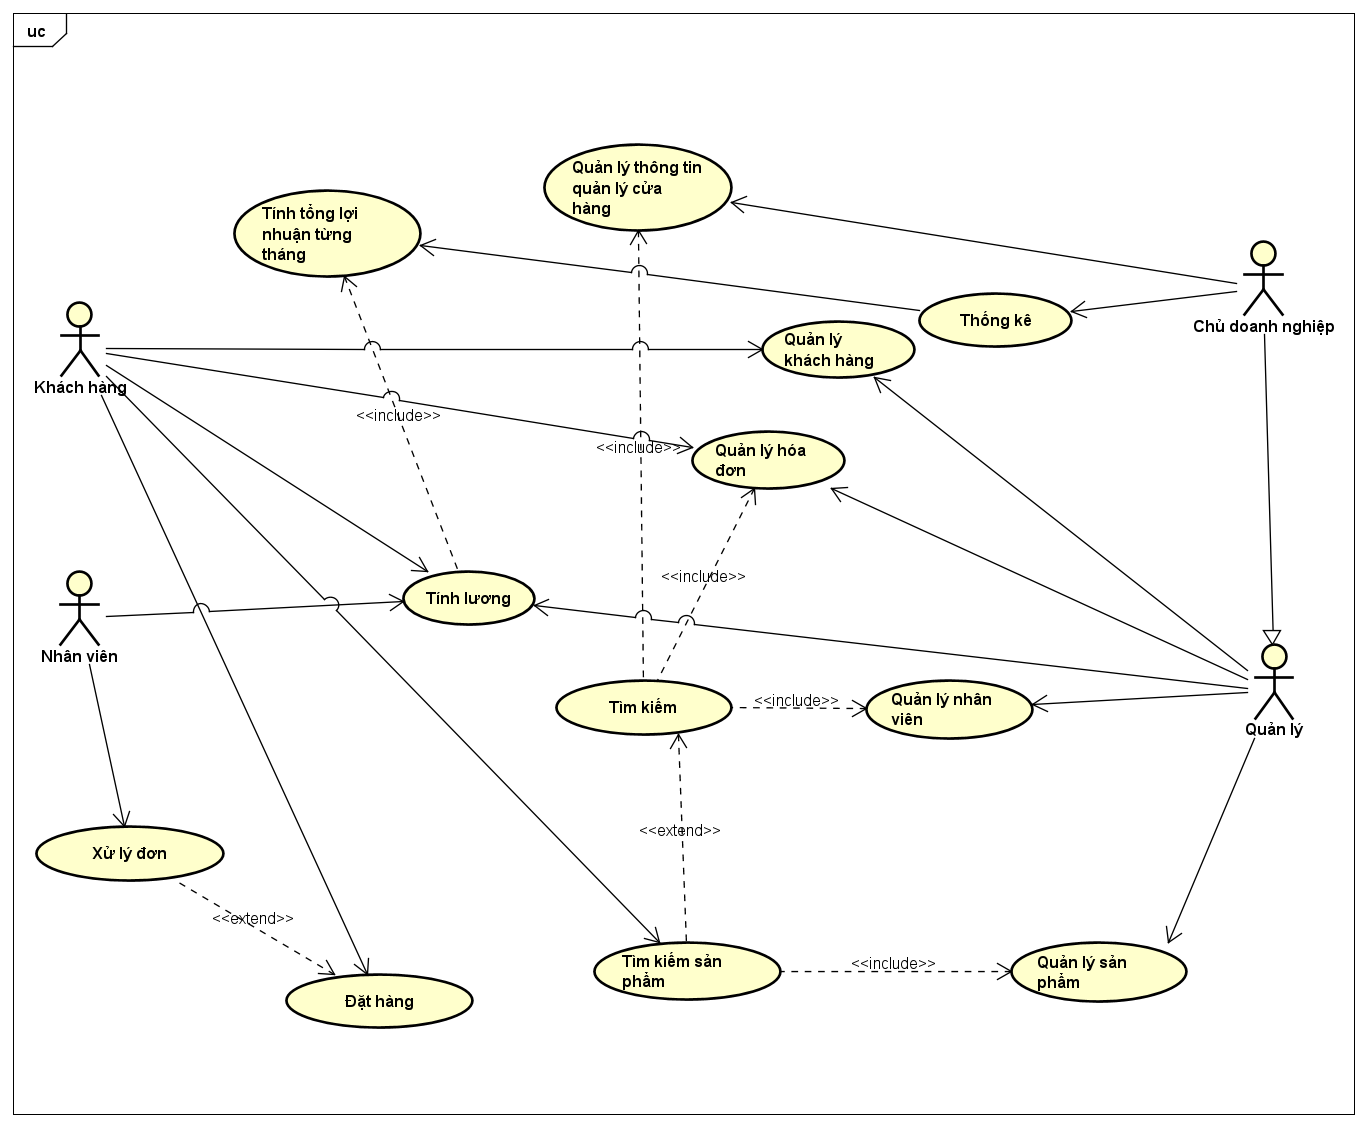 uc
Quản lý thông tin
quản lý cửa
hàng
Tính tổng lợi
nhuận từng
tháng
Thống kê
Chủ doanh nghiệp
Quản lý
khách hàng
Khách hàng
<<include>>
<<include>>
Quản lý hóa
đơn
<<include>>
Tính lương
Nhân viên
Tìm kiếm
<<include>>
Quản lý nhân
viên
Quản lý
<<extend>>
Xử lý đơn
<<extend>>
Tìm kiếm sản
phẩm
<<include>>
Quản lý sản
phẩm
Đặt hàng